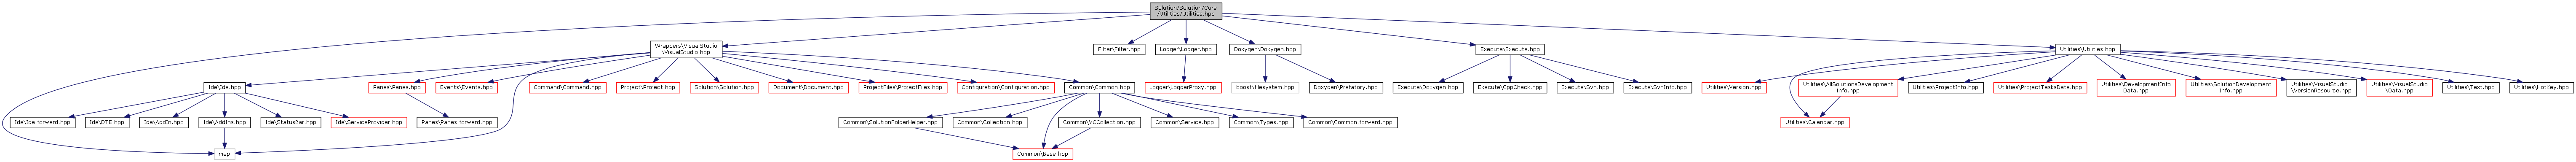 Solution/Solution/Core
/Utilities/Utilities.hpp
Wrappers\VisualStudio
\VisualStudio.hpp
Filter\Filter.hpp
Logger\Logger.hpp
Doxygen\Doxygen.hpp
Execute\Execute.hpp
Utilities\Utilities.hpp
Ide\Ide.hpp
Panes\Panes.hpp
Events\Events.hpp
Command\Command.hpp
Project\Project.hpp
Solution\Solution.hpp
Document\Document.hpp
ProjectFiles\ProjectFiles.hpp
Configuration\Configuration.hpp
Common\Common.hpp
Logger\LoggerProxy.hpp
boost\filesystem.hpp
Doxygen\Prefatory.hpp
Execute\Doxygen.hpp
Execute\CppCheck.hpp
Execute\Svn.hpp
Execute\SvnInfo.hpp
Utilities\Version.hpp
Utilities\AllSolutionsDevelopment
Info.hpp
Utilities\ProjectInfo.hpp
Utilities\ProjectTasksData.hpp
Utilities\DevelopmentInfo
Data.hpp
Utilities\SolutionDevelopment
Info.hpp
Utilities\VisualStudio
\VersionResource.hpp
Utilities\VisualStudio
\Data.hpp
Utilities\Text.hpp
Utilities\HotKey.hpp
Ide\Ide.forward.hpp
Ide\DTE.hpp
Ide\AddIn.hpp
Ide\AddIns.hpp
Ide\StatusBar.hpp
Ide\ServiceProvider.hpp
Panes\Panes.forward.hpp
Common\SolutionFolderHelper.hpp
Common\Collection.hpp
Common\VCCollection.hpp
Common\Service.hpp
Common\Types.hpp
Common\Common.forward.hpp
Utilities\Calendar.hpp
map
Common\Base.hpp